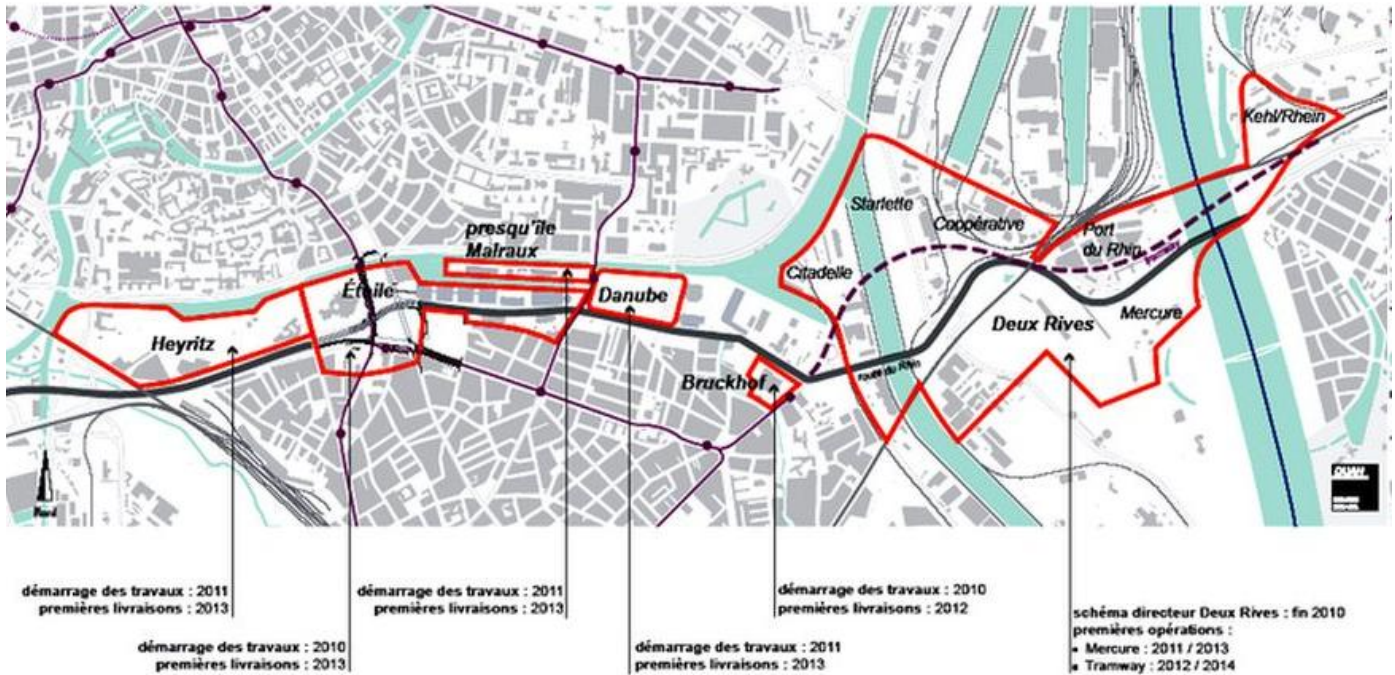 Kehl/Rhein
Starlette
Coopérative
presqu'île
Malraux
Port
du Rhin
Citadelle
Étoile
Danube
Mercure
Heyritz
Deux Rives
route du Rhin
Bruckhof
Nord
démarrage des travaux : 2011
premières livraisons : 2013
démarrage des travaux : 2010
premières livraisons : 2013
démarrage des travaux : 2011
premières livraisons : 2013
démarrage des travaux : 2011
premières livraisons : 2013
démarrage des travaux : 2010
premières livraisons : 2012
schéma directeur Deux Rives : fin 2010
premières opérations :
▪ Mercure : 2011 / 2013
▪ Tramway : 2012 / 2014